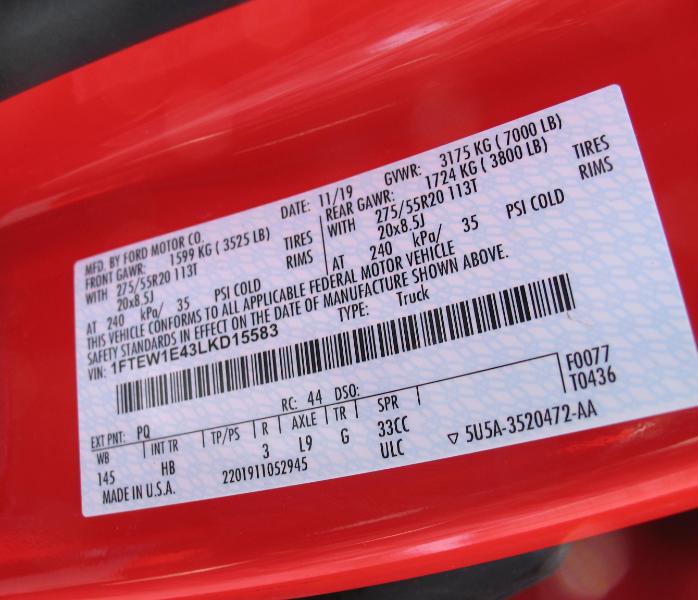 MFD. BY FORD MOTOR CO. DATE: 11/19 GVWR: 3175 KG ( 7000 LB)
FRONT GAWR: 1599 KG ( 3525 LB) REAR GAWR: 1724 KG ( 3800 LB)
WITH 275/55R20 113T TIRES WITH 275/55R20 113T TIRES
20x8.5J RIMS 20x8.5J RIMS
AT 240 kPa/ 35 PSI COLD AT 240 kPa/ 35 PSI COLD
THIS VEHICLE CONFORMS TO ALL APPLICABLE FEDERAL MOTOR VEHICLE
SAFETY STANDARDS IN EFFECT ON THE DATE OF MANUFACTURE SHOWN ABOVE.
VIN: 1FTEW1E43LKD15583 TYPE: Truck
F0077
T0436
EXT PNT: PQ RC: 44 DSO:
WB INT TR TP/PS R AXLE TR SPR
145 HB 3 L9 G 33CC
ULC
MADE IN U.S.A. 2201911052945 ▽ 5U5A-3520472-AA